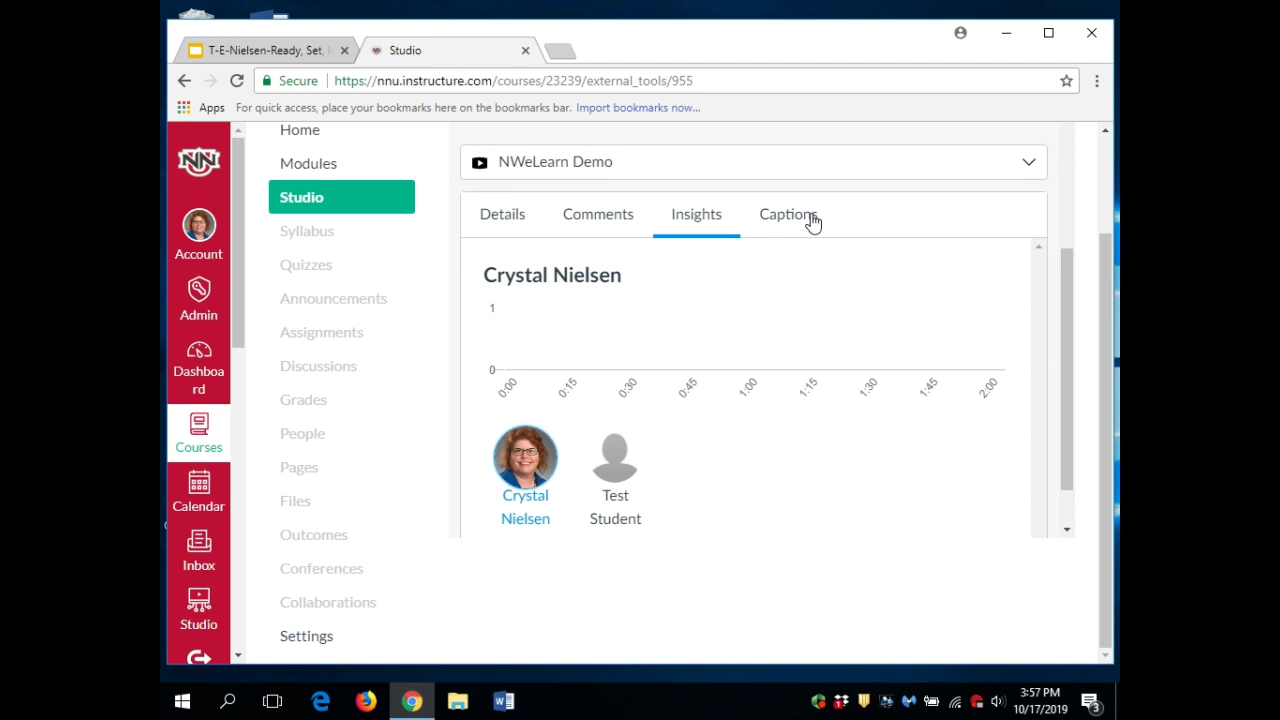 T-E-Nielsen-Ready, Set,
Studio
Secure
https://nnu.instructure.com/courses/23239/external_tools/955
Apps
For quick access, place your bookmarks here on the bookmarks bar. Import bookmarks now...
NN
Account
Admin
Dashboa
rd
Courses
Calendar
Inbox
Studio
Home
Modules
Studio
Syllabus
Quizzes
Announcements
Assignments
Discussions
Grades
People
Pages
Files
Outcomes
Conferences
Collaborations
Settings
NWeLearn Demo
Details Comments Insights Captions
Crystal Nielsen
1
0
0:00 0:15 0:30 0:45 1:00 1:15 1:30 1:45 2:00
Crystal
Nielsen
Test
Student
3:57 PM
10/17/2019
3